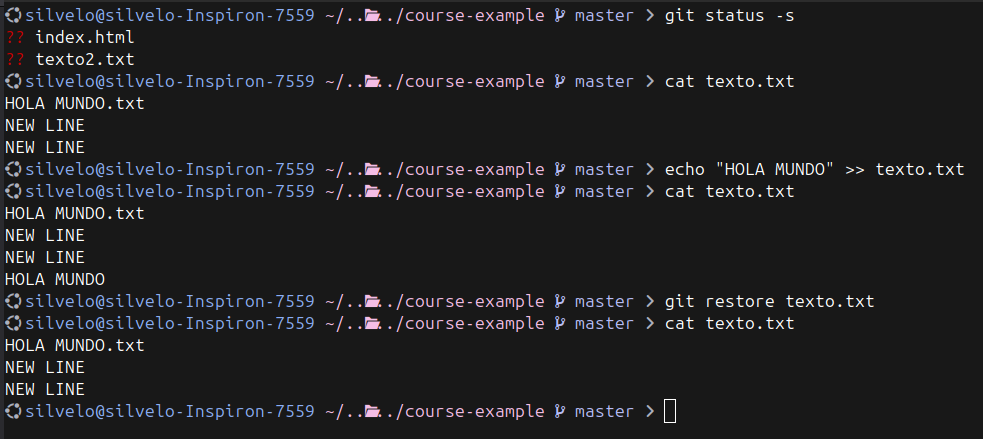 silvelo@silvelo-Inspiron-7559 ~/../../course-example master > git status -s
?? index.html
?? texto2.txt
silvelo@silvelo-Inspiron-7559 ~/../../course-example master > cat texto.txt
HOLA MUNDO.txt
NEW LINE
NEW LINE
silvelo@silvelo-Inspiron-7559 ~/../../course-example master > echo "HOLA MUNDO" >> texto.txt
silvelo@silvelo-Inspiron-7559 ~/../../course-example master > cat texto.txt
HOLA MUNDO.txt
NEW LINE
NEW LINE
HOLA MUNDO
silvelo@silvelo-Inspiron-7559 ~/../../course-example master > git restore texto.txt
silvelo@silvelo-Inspiron-7559 ~/../../course-example master > cat texto.txt
HOLA MUNDO.txt
NEW LINE
NEW LINE
silvelo@silvelo-Inspiron-7559 ~/../../course-example master >